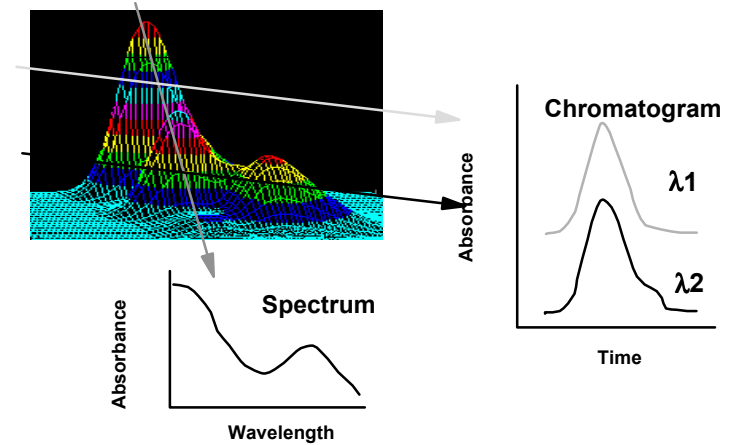 Chromatogram
Absorbance
λ1
λ2
Time
Spectrum
Absorbance
Wavelength